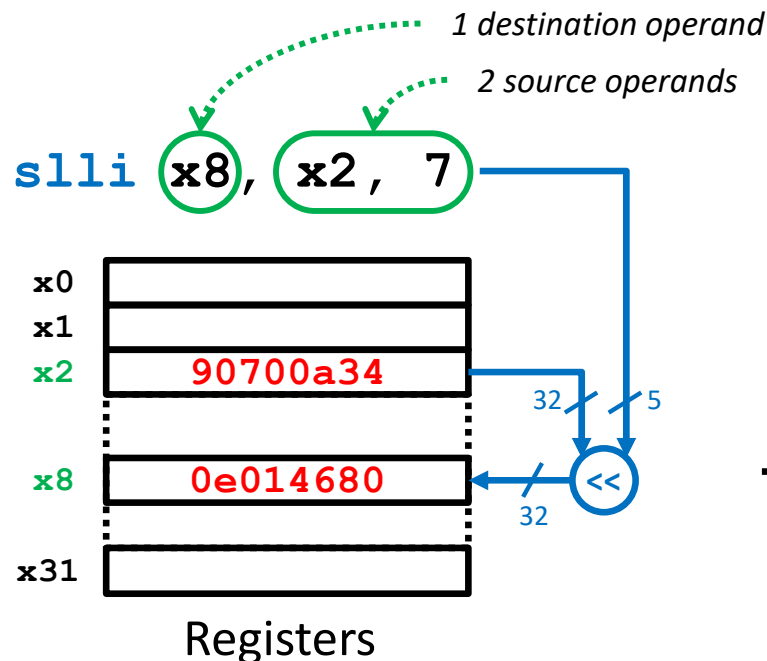 1 destination operand
2 source operands
slli x8, x2, 7
x0
x1
x2 90700a34
32 5
x8 0e014680 <<
32
x31
Registers